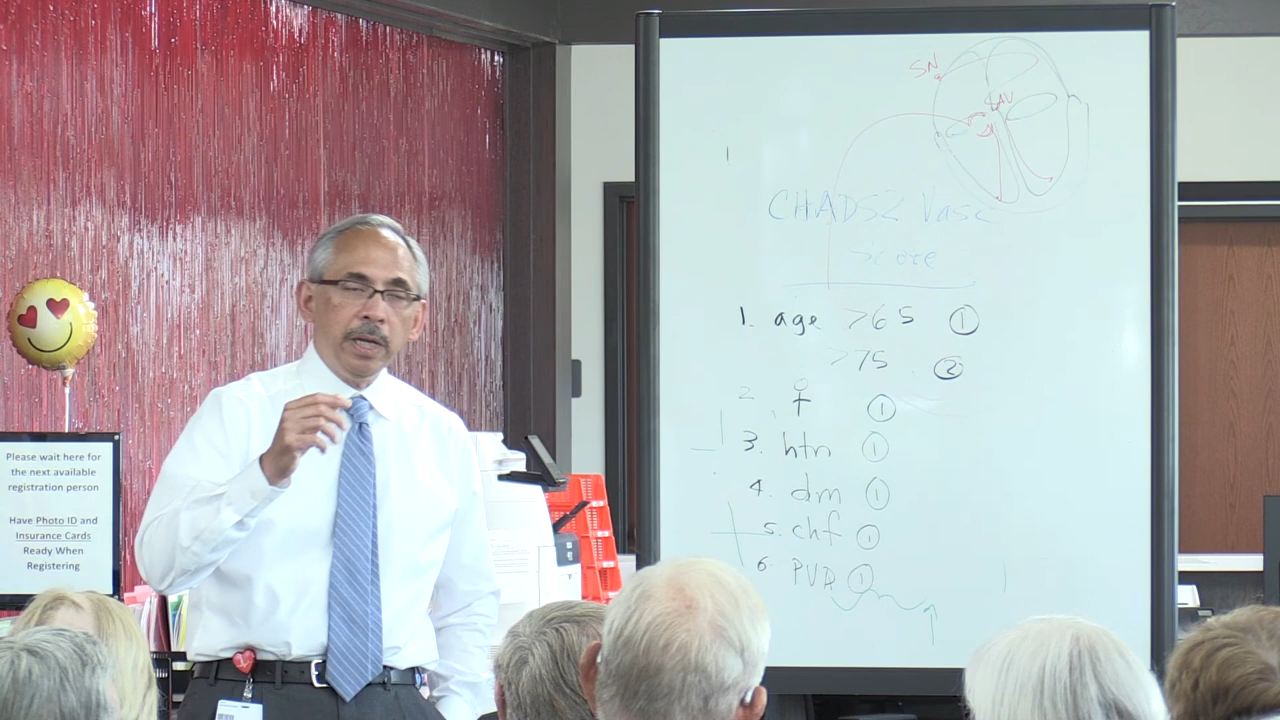 Please wait here for
the next available
registration person
Have Photo ID and
Insurance Cards
Ready When
Registering
SN
AV
CHADS2 Vasc
Score
1. age >65 1
>75 2
2 ♀ 1
3. htn 1
4. dm 1
5. chf 1
6. PVD 1